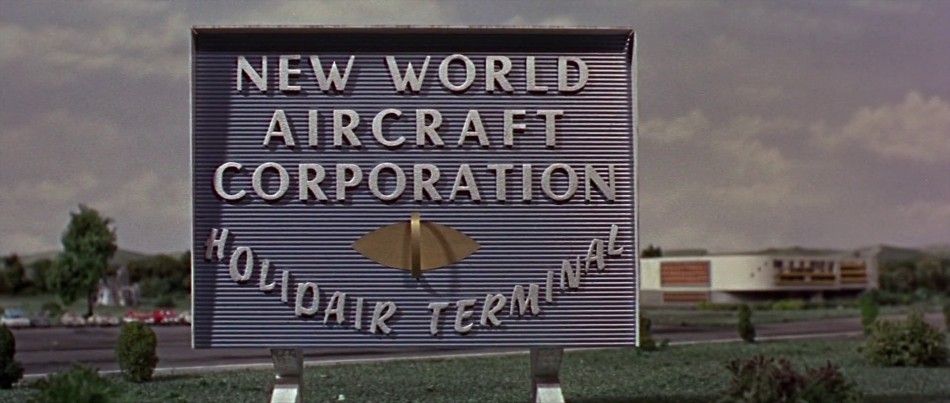 NEW WORLD
AIRCRAFT
CORPORATION
HOLIDAIR TERMINAL